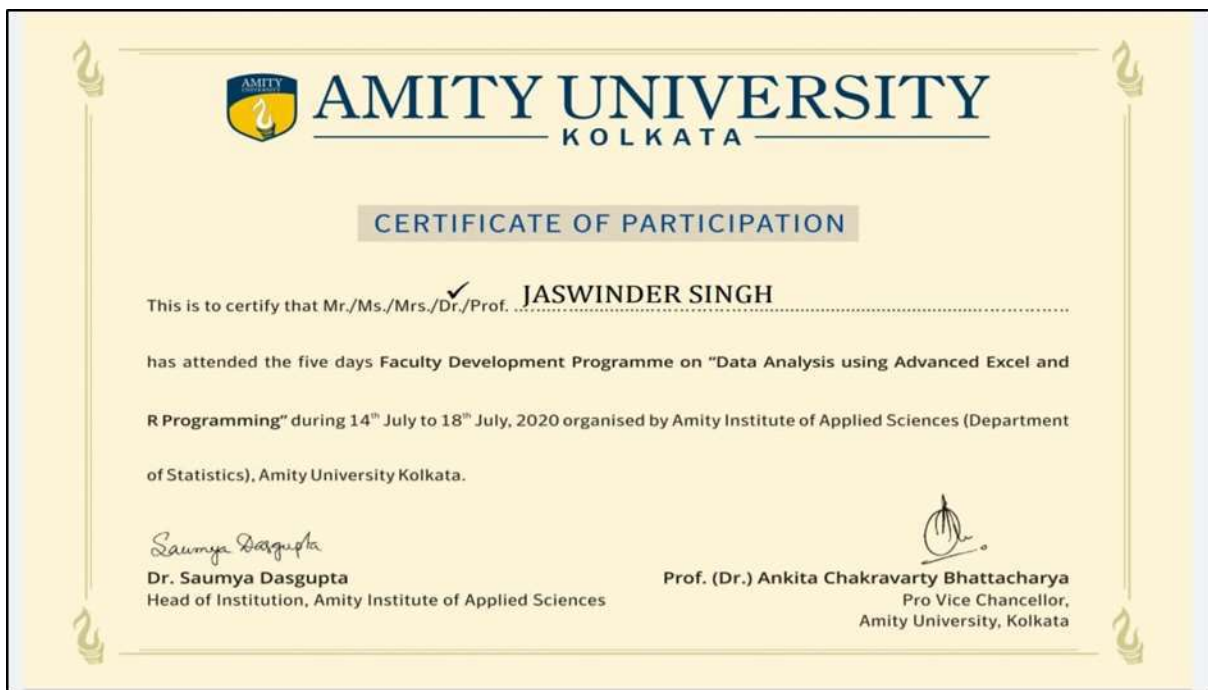 AMITY
UNIVERSITY
AMITY UNIVERSITY
KOLKATA
CERTIFICATE OF PARTICIPATION
This is to certify that Mr./Ms./Mrs./Dr./Prof. JASWINDER SINGH
has attended the five days Faculty Development Programme on "Data Analysis using Advanced Excel and
R Programming" during 14th July to 18th July, 2020 organised by Amity Institute of Applied Sciences (Department
of Statistics), Amity University Kolkata.
Saumya Dasgupta
Dr. Saumya Dasgupta
Head of Institution, Amity Institute of Applied Sciences
Prof. (Dr.) Ankita Chakravarty Bhattacharya
Pro Vice Chancellor,
Amity University, Kolkata